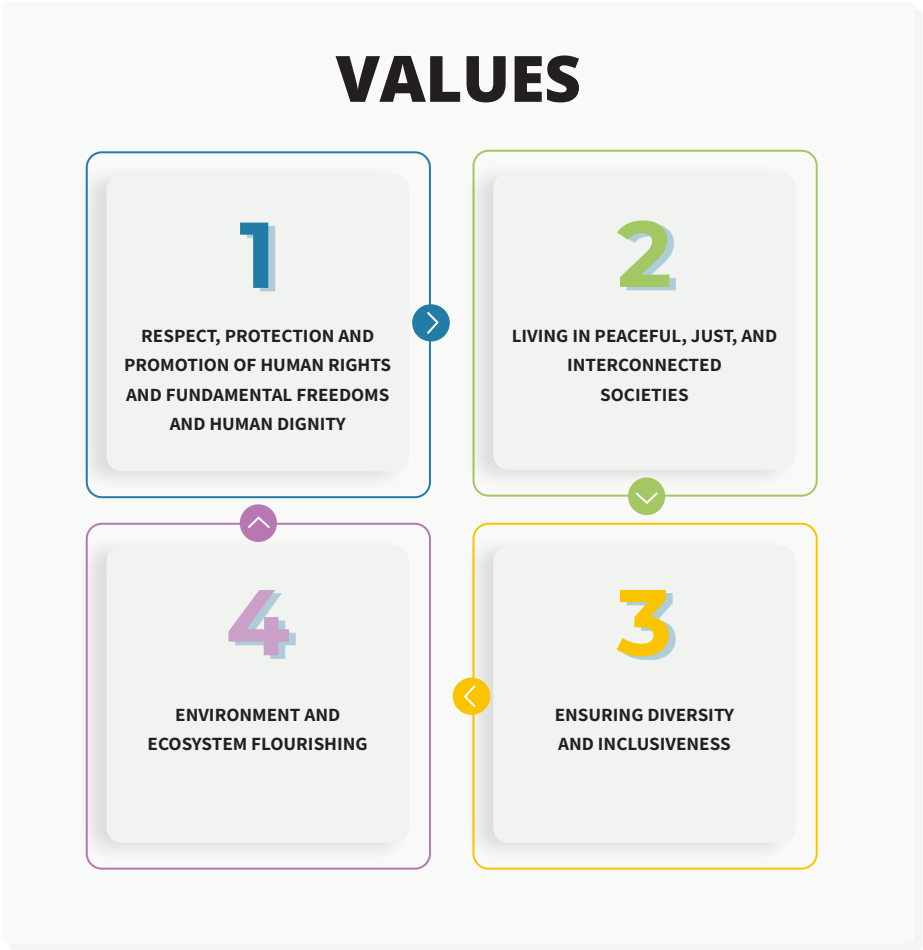 VALUES
1
RESPECT, PROTECTION AND
PROMOTION OF HUMAN RIGHTS
AND FUNDAMENTAL FREEDOMS
AND HUMAN DIGNITY
2
LIVING IN PEACEFUL, JUST, AND
INTERCONNECTED
SOCIETIES
3
ENSURING DIVERSITY
AND INCLUSIVENESS
4
ENVIRONMENT AND
ECOSYSTEM FLOURISHING